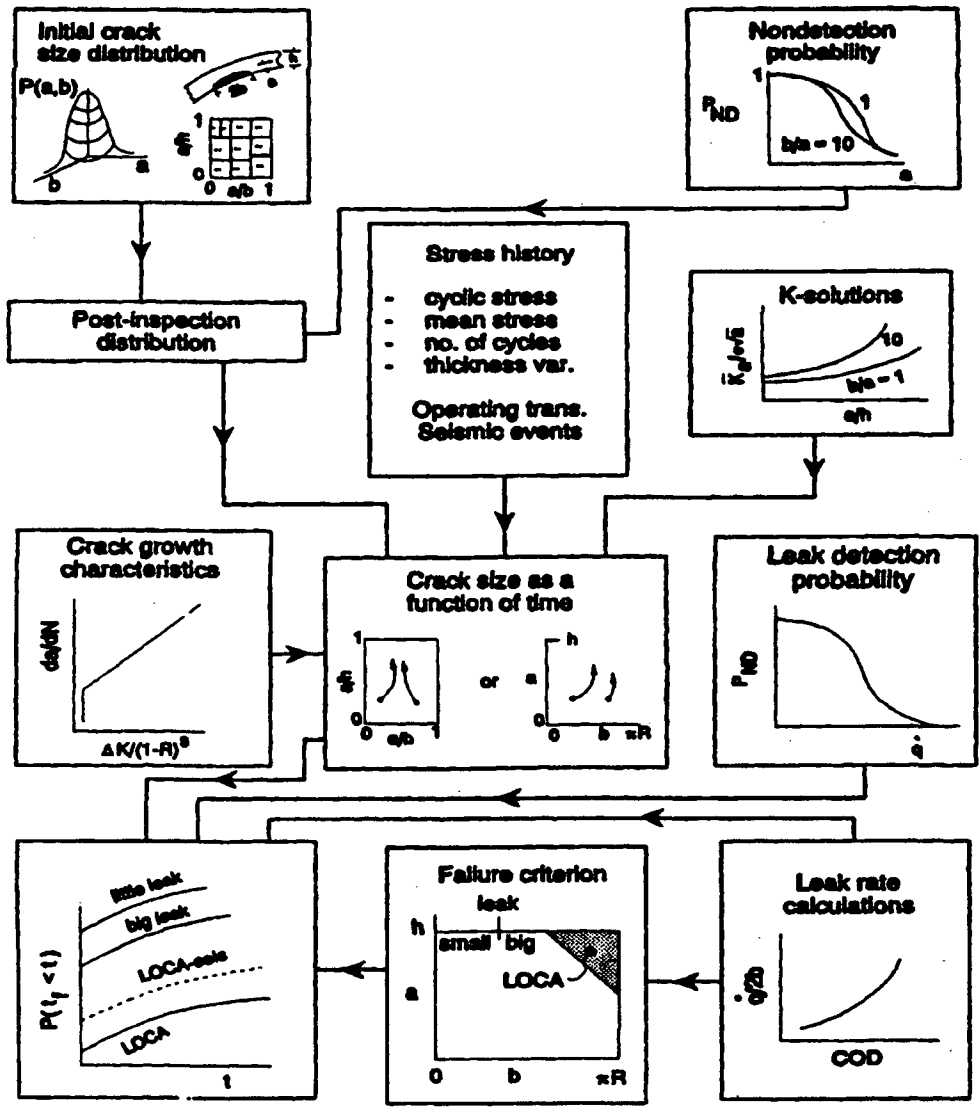 Initial crack
size distribution
P(a,b)
h
2b
a
b
a
a/h
1
0
0 a/b 1
Nondetection
probability
1
P_ND
1
b/a = 10
a
Stress history
- cyclic stress
- mean stress
- no. of cycles
- thickness var.
Operating trans.
Seismic events
K-solutions
10
b/a = 1
a/h
Post-inspection
distribution
Crack growth
characteristics
da/dN
ΔK/(1-R)
Crack size as a
function of time
1
a/h
0
0 a/b 1
or
h
a
0
0 b πR
Leak detection
probability
P_ND
q̇
little leak
big leak
LOCA-seis
LOCA
P(t_f < t)
t
Failure criterion
leak
h
small big
LOCA
a
0 b πR
Leak rate
calculations
q̇/2b
COD